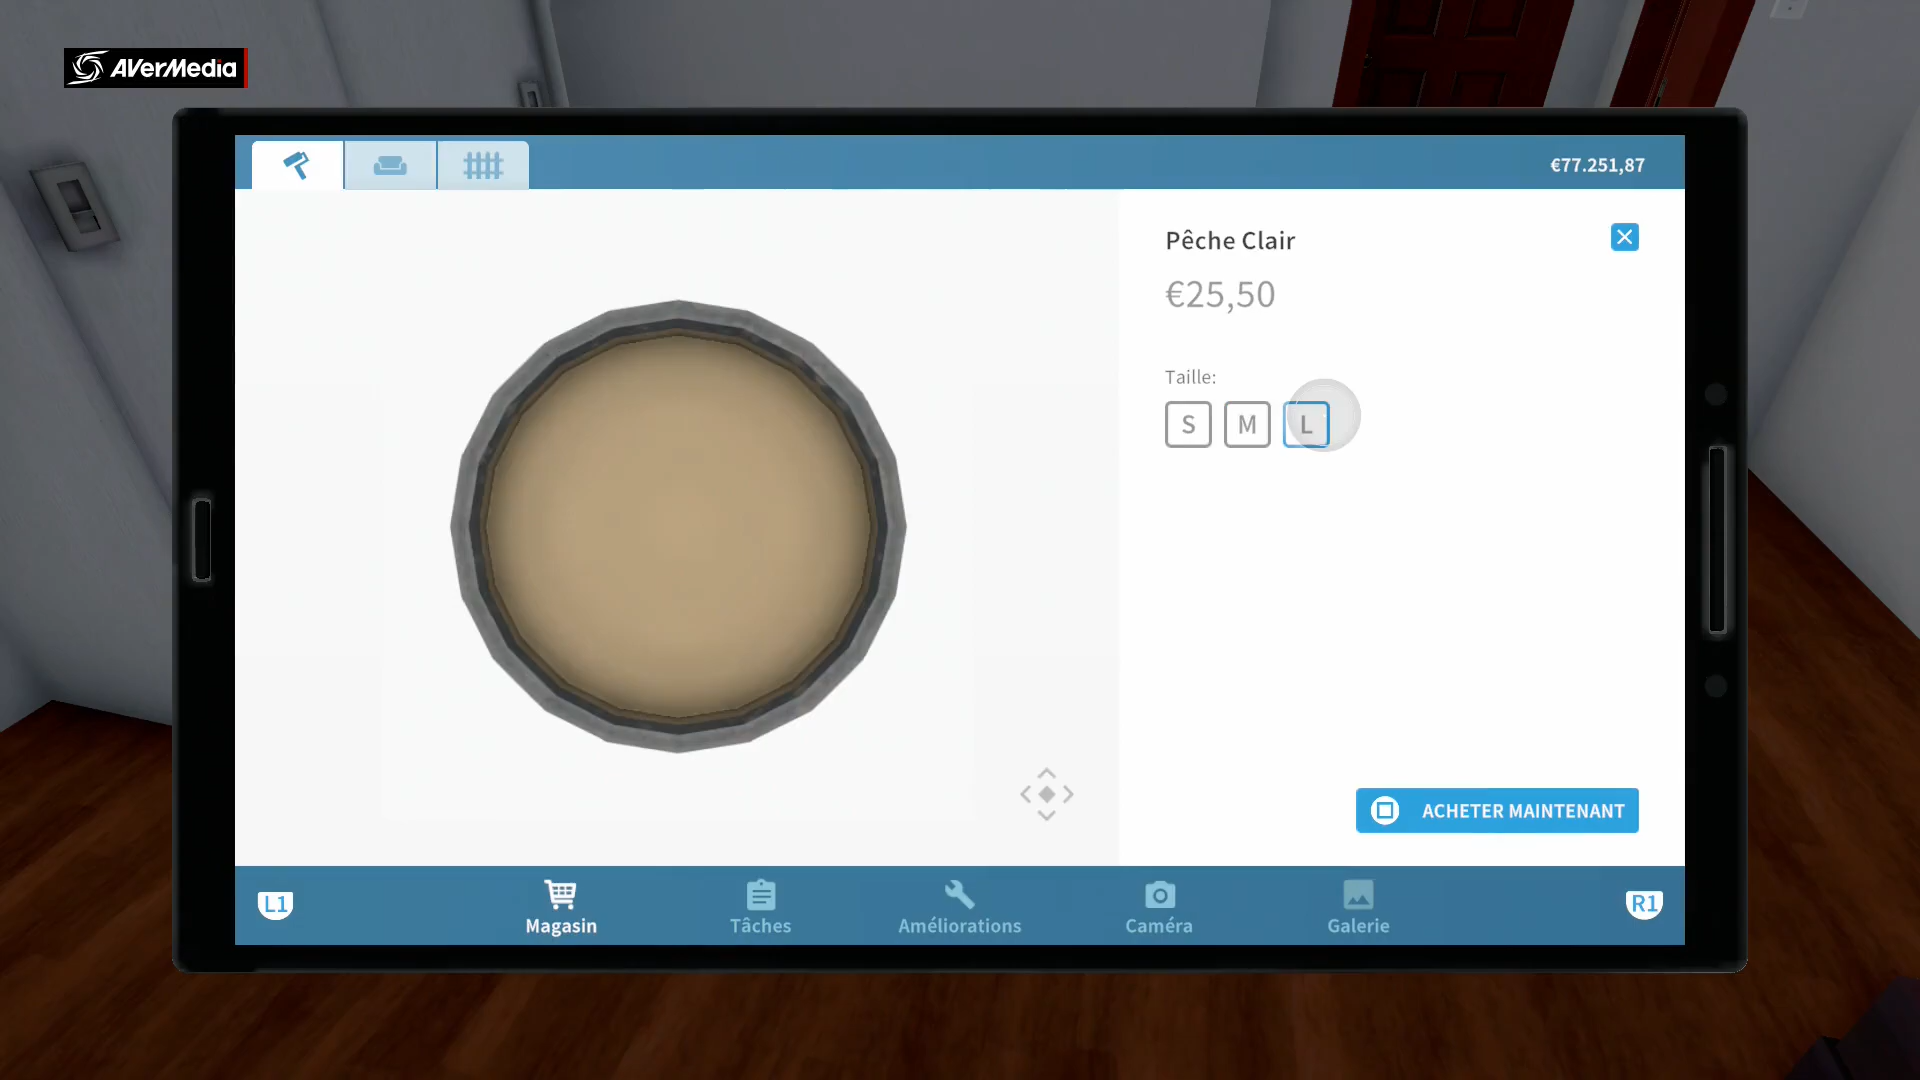 AVerMedia
€77.251,87
Pêche Clair
€25,50
Taille:
S M L
ACHETER MAINTENANT
L1
Magasin
Tâches
Améliorations
Caméra
Galerie
R1